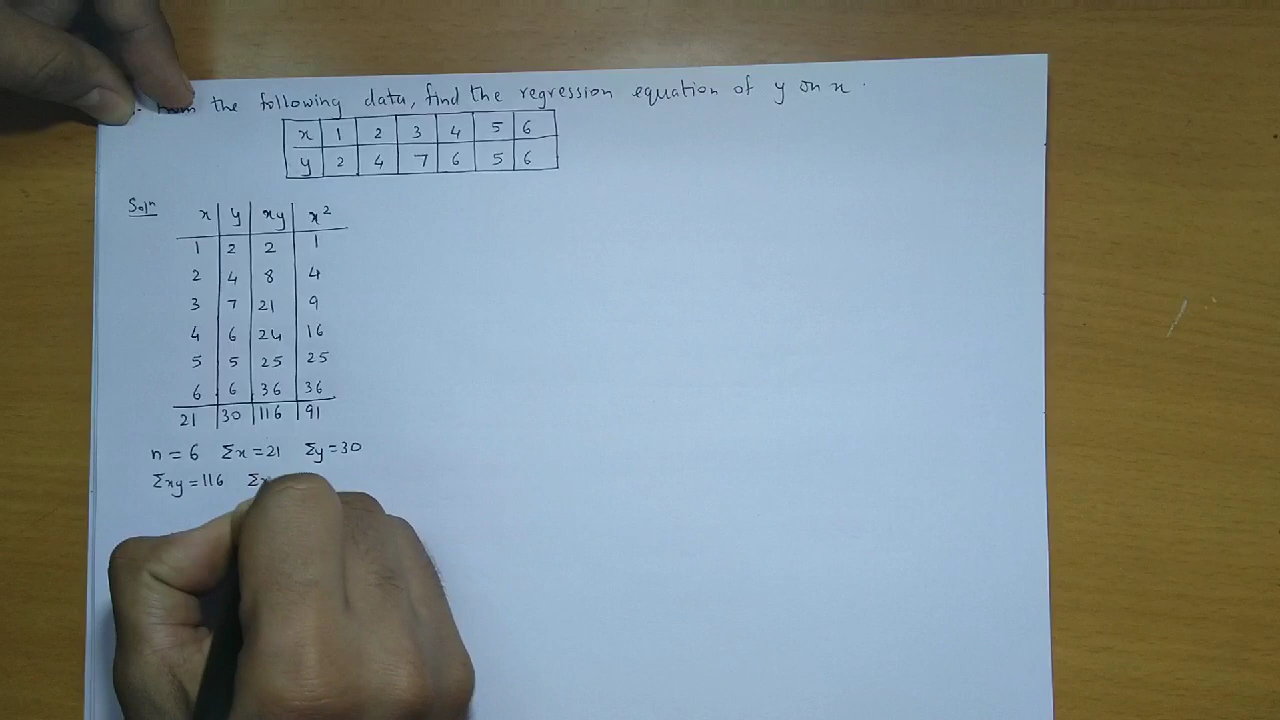 the following data, find the regression equation of y on x.
x 1 2 3 4 5 6
y 2 4 7 6 5 6
Soln
x y xy x²
1 2 2 1
2 4 8 4
3 7 21 9
4 6 24 16
5 5 25 25
6 6 36 36
21 30 116 91
n = 6 Σx = 21 Σy = 30
Σxy = 116 Σx